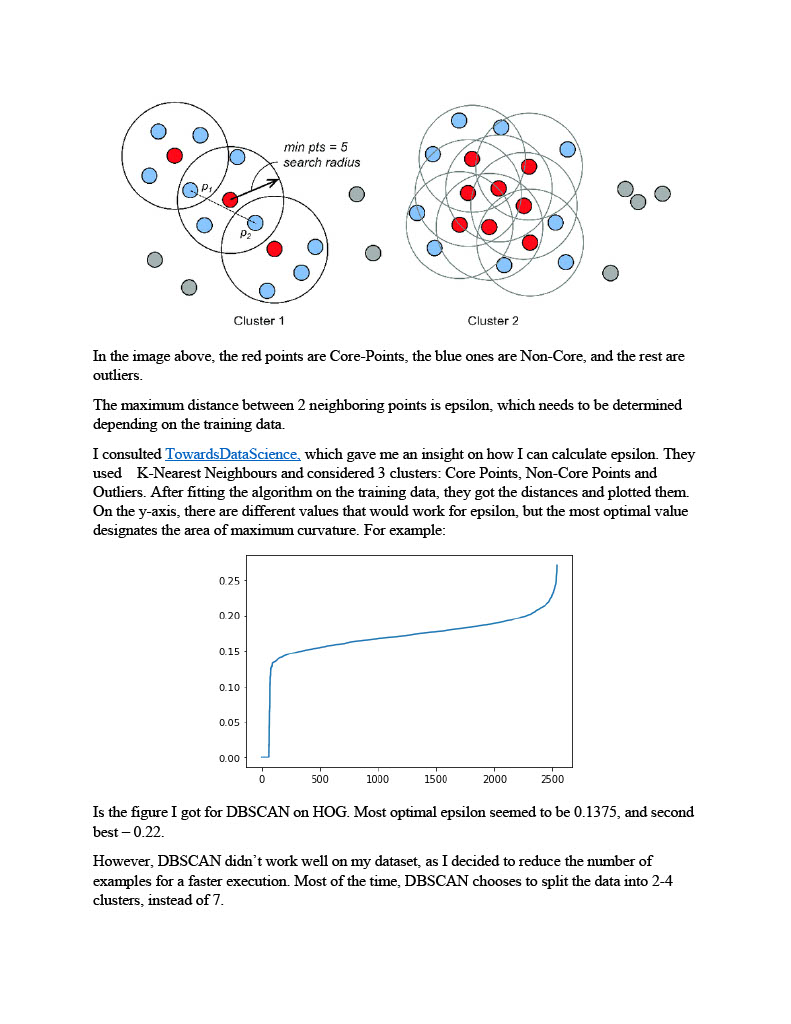 min pts = 5
search radius
p1
p2
Cluster 1
Cluster 2
In the image above, the red points are Core-Points, the blue ones are Non-Core, and the rest are
outliers.
The maximum distance between 2 neighboring points is epsilon, which needs to be determined
depending on the training data.
I consulted TowardsDataScience, which gave me an insight on how I can calculate epsilon. They
used K-Nearest Neighbours and considered 3 clusters: Core Points, Non-Core Points and
Outliers. After fitting the algorithm on the training data, they got the distances and plotted them.
On the y-axis, there are different values that would work for epsilon, but the most optimal value
designates the area of maximum curvature. For example:
0.25
0.20
0.15
0.10
0.05
0.00
0 500 1000 1500 2000 2500
Is the figure I got for DBSCAN on HOG. Most optimal epsilon seemed to be 0.1375, and second
best – 0.22.
However, DBSCAN didn’t work well on my dataset, as I decided to reduce the number of
examples for a faster execution. Most of the time, DBSCAN chooses to split the data into 2-4
clusters, instead of 7.